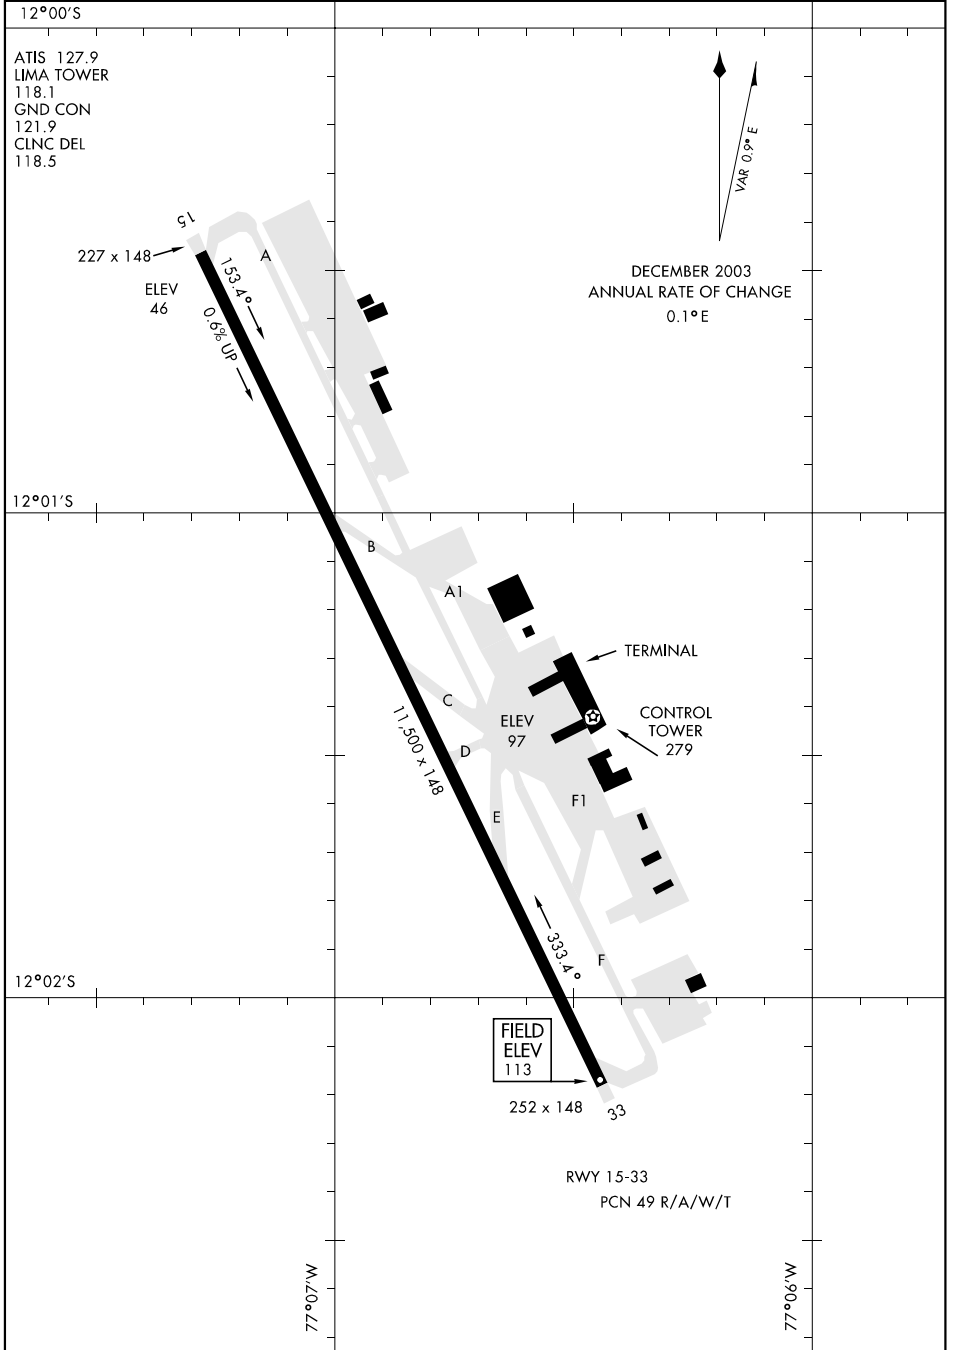 12°00'S
ATIS 127.9
LIMA TOWER
118.1
GND CON
121.9
CLNC DEL
118.5
VAR 0.9° E
DECEMBER 2003
ANNUAL RATE OF CHANGE
0.1° E
15
227 x 148
A
153.4°
ELEV
46
0.6% UP
12°01'S
B
A1
TERMINAL
C
11,500 x 148
ELEV
97
CONTROL
TOWER
279
D
F1
E
333.4°
F
12°02'S
FIELD
ELEV
113
252 x 148
33
RWY 15-33
PCN 49 R/A/W/T
77°07'W
77°06'W